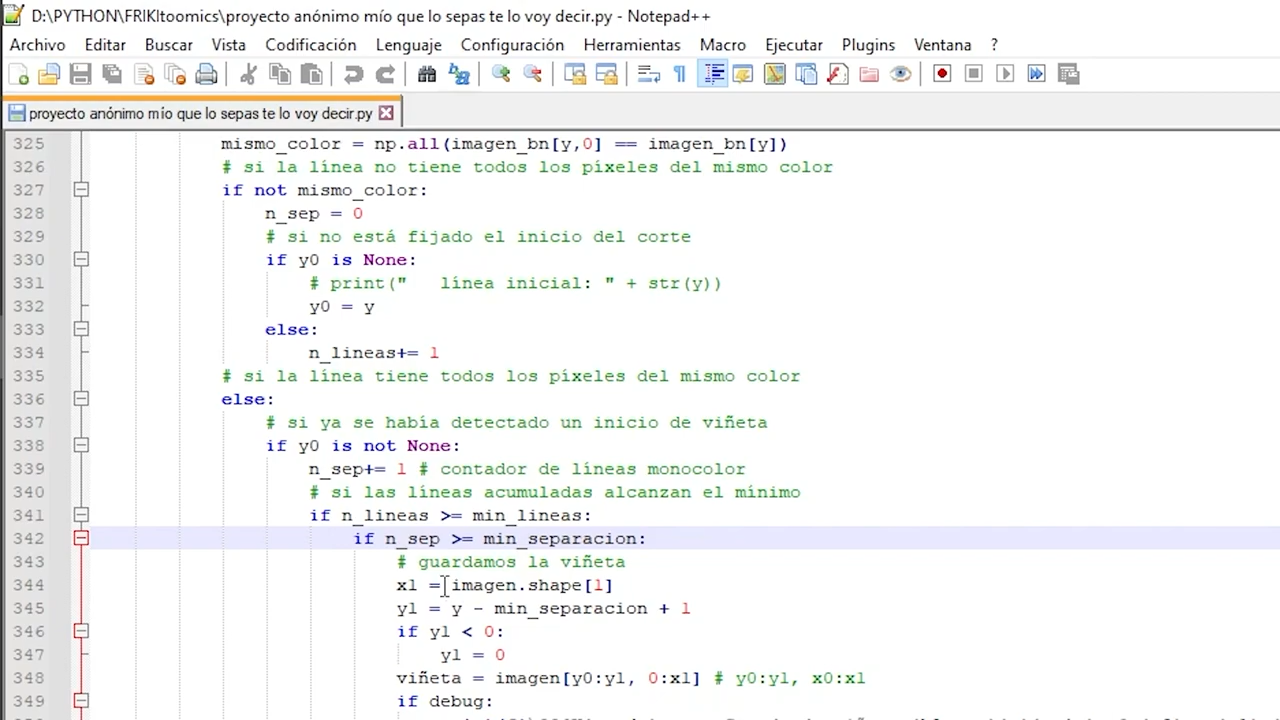 D:\PYTHON\FRIKItoomics\proyecto anónimo mío que lo sepas te lo voy decir.py - Notepad++
Archivo Editar Buscar Vista Codificación Lenguaje Configuración Herramientas Macro Ejecutar Plugins Ventana ?
proyecto anónimo mío que lo sepas te lo voy decir.py
325 mismo_color = np.all(imagen_bn[y,0] == imagen_bn[y])
326 # si la línea no tiene todos los píxeles del mismo color
327 if not mismo_color:
328 n_sep = 0
329 # si no está fijado el inicio del corte
330 if y0 is None:
331 # print("   línea inicial: " + str(y))
332 y0 = y
333 else:
334 n_lineas+= 1
335 # si la línea tiene todos los píxeles del mismo color
336 else:
337 # si ya se había detectado un inicio de viñeta
338 if y0 is not None:
339 n_sep+= 1 # contador de líneas monocolor
340 # si las líneas acumuladas alcanzan el mínimo
341 if n_lineas >= min_lineas:
342 if n_sep >= min_separacion:
343 # guardamos la viñeta
344 x1 = imagen.shape[1]
345 y1 = y - min_separacion + 1
346 if y1 < 0:
347 y1 = 0
348 viñeta = imagen[y0:y1, 0:x1] # y0:y1, x0:x1
349 if debug: